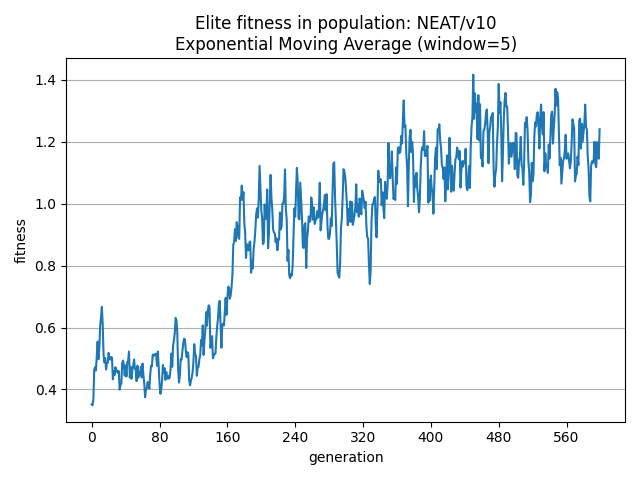 Elite fitness in population: NEAT/v10
Exponential Moving Average (window=5)
fitness
1.4
1.2
1.0
0.8
0.6
0.4
0 80 160 240 320 400 480 560
generation